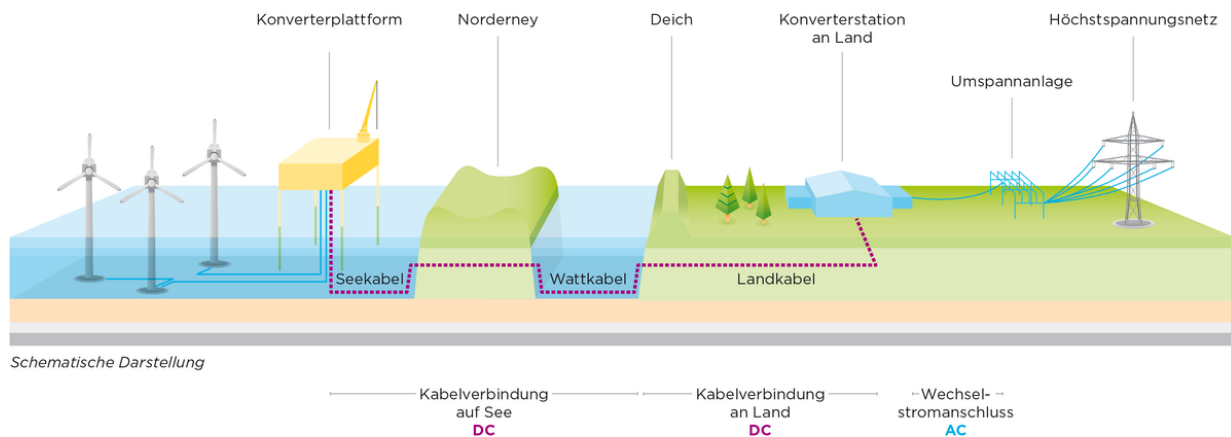 Konverterplattform
Norderney
Deich
Konverterstation
an Land
Höchstspannungsnetz
Umspannanlage
Seekabel
Wattkabel
Landkabel
Schematische Darstellung
Kabelverbindung
auf See
DC
Kabelverbindung
an Land
DC
Wechsel-
stromanschluss
AC